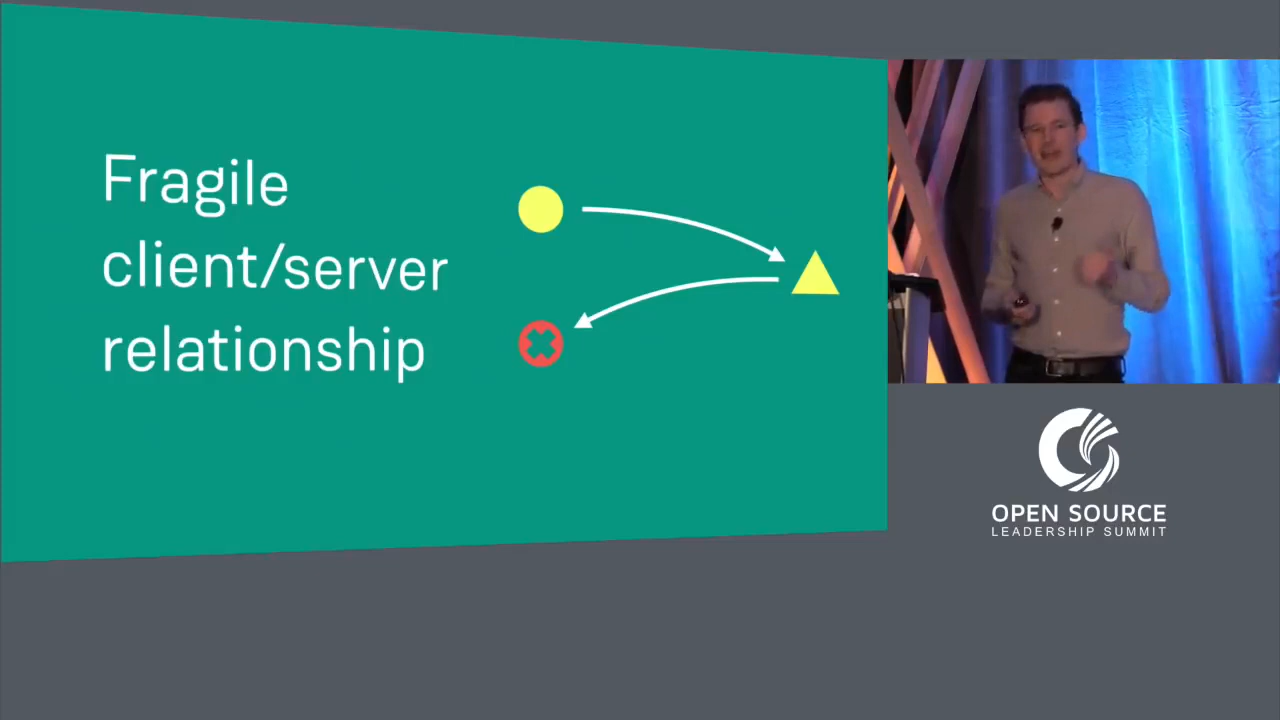 Fragile
client/server
relationship
OPEN SOURCE
LEADERSHIP SUMMIT